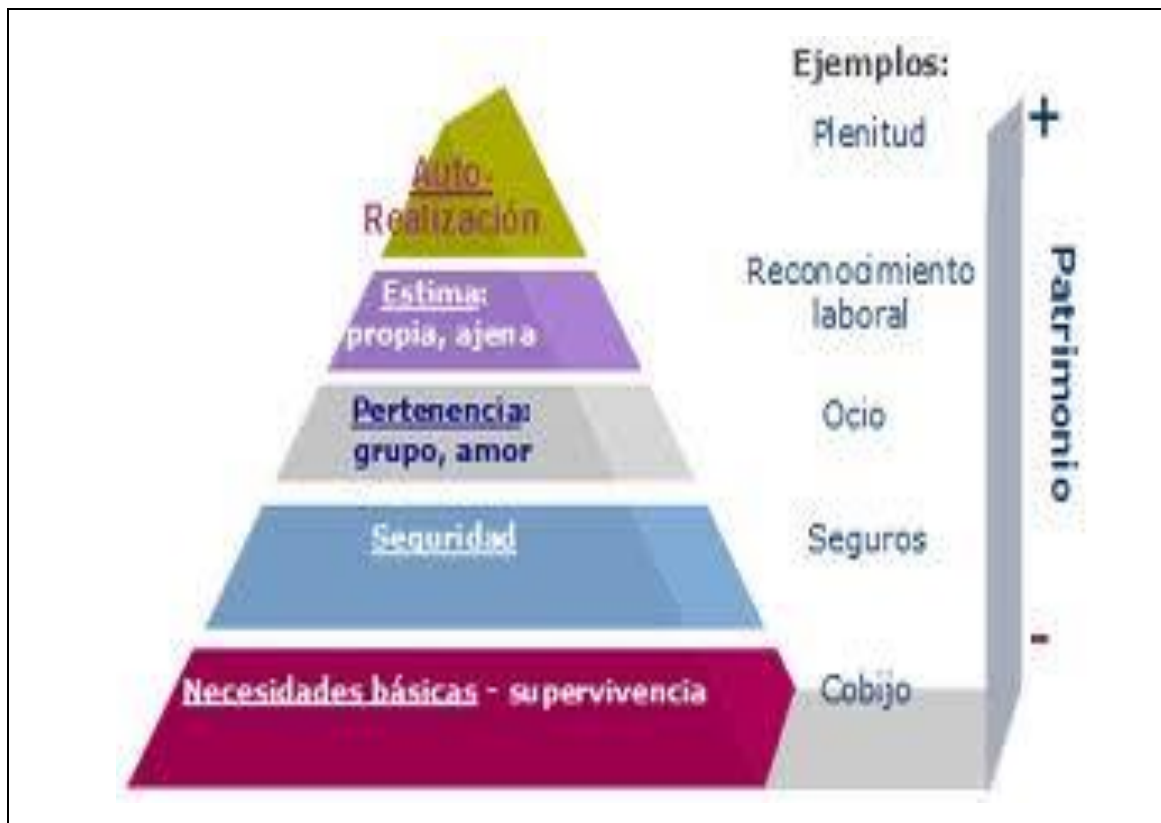 Ejemplos:
Plenitud
Auto-
Realización
Estima:
propia, ajena
Reconocimiento
laboral
Pertenencia:
grupo, amor
Ocio
Seguridad
Seguros
Necesidades básicas - supervivencia
Cobijo
+
Patrimonio
-